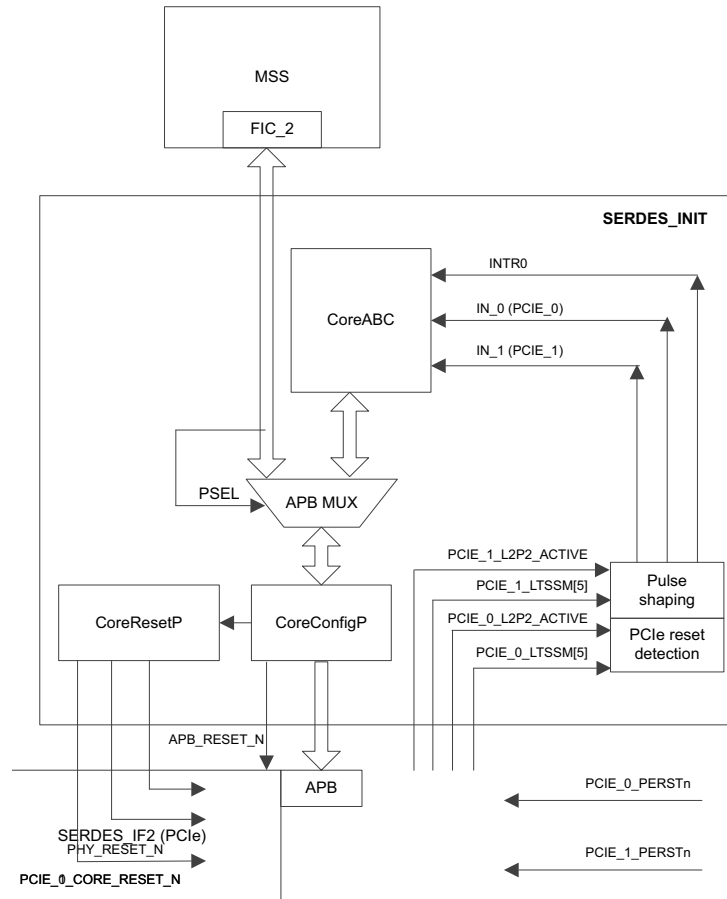 MSS
FIC_2
SERDES_INIT
INTR0
CoreABC
IN_0 (PCIE_0)
IN_1 (PCIE_1)
PSEL
APB MUX
PCIE_1_L2P2_ACTIVE
Pulse
shaping
PCIE_1_LTSSM[5]
CoreResetP
CoreConfigP
PCIE_0_L2P2_ACTIVE
PCIe reset
detection
PCIE_0_LTSSM[5]
APB_RESET_N
APB
PCIE_0_PERSTn
SERDES_IF2 (PCIe)
PHY_RESET_N
PCIE_1_PERSTn
PCIE_0_CORE_RESET_N